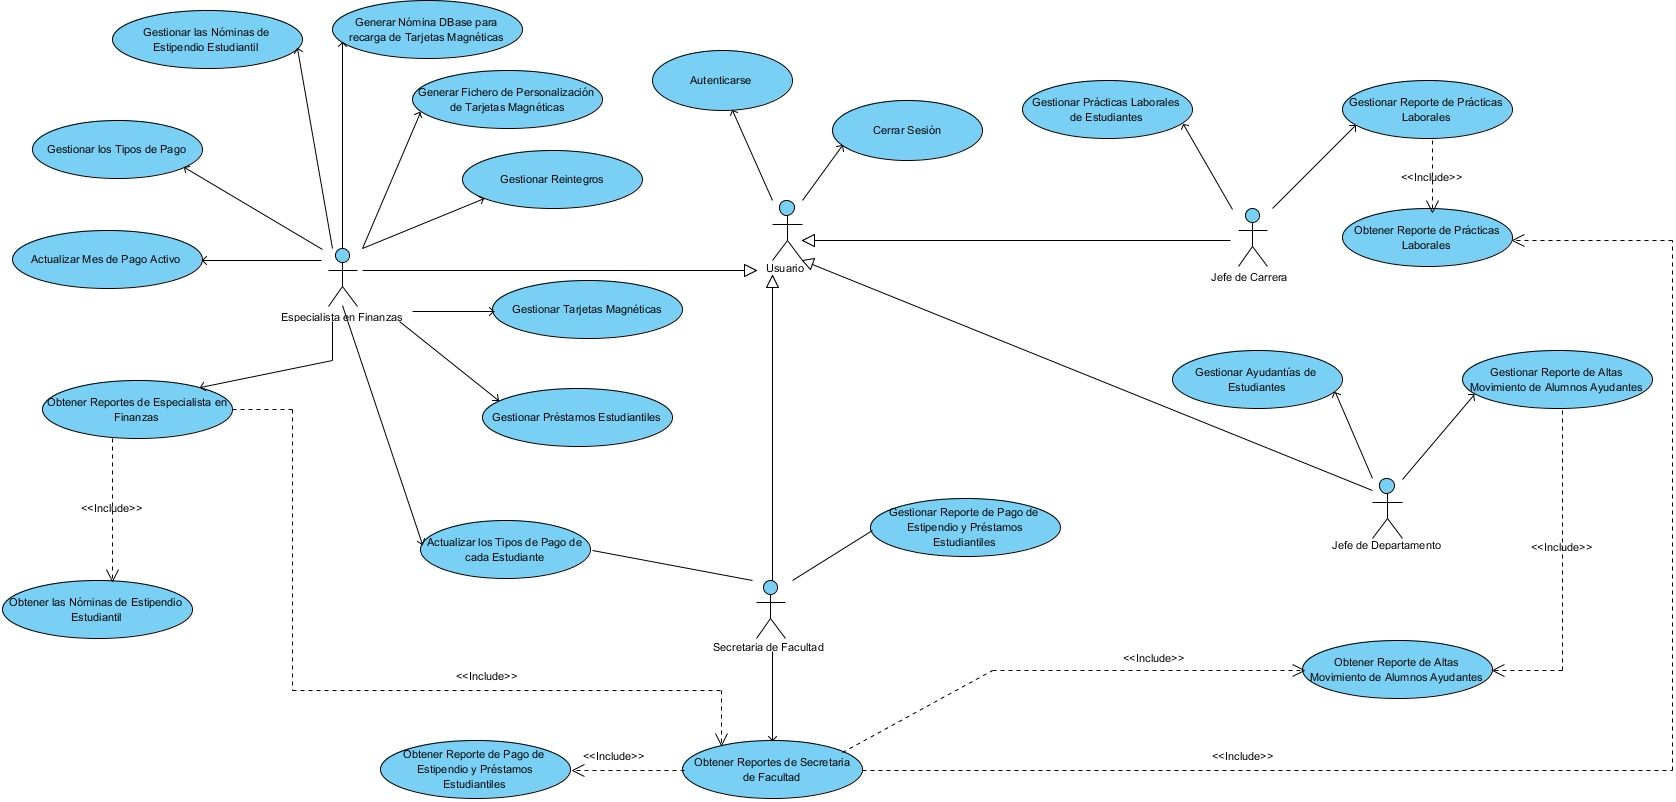 Generar Nómina DBase para
recarga de Tarjetas Magnéticas
Gestionar las Nóminas de
Estipendio Estudiantil
Autenticarse
Generar Fichero de Personalización
de Tarjetas Magnéticas
Gestionar Prácticas Laborales
de Estudiantes
Gestionar Reporte de Prácticas
Laborales
Cerrar Sesión
Gestionar los Tipos de Pago
Gestionar Reintegros
<<Include>>
Obtener Reporte de Prácticas
Laborales
Actualizar Mes de Pago Activo
Usuario
Jefe de Carrera
Gestionar Tarjetas Magnéticas
Especialista en Finanzas
Gestionar Ayudantías de
Estudiantes
Gestionar Reporte de Altas
Movimiento de Alumnos Ayudantes
Obtener Reportes de Especialista en
Finanzas
Gestionar Préstamos Estudiantiles
<<Include>>
Gestionar Reporte de Pago de
Estipendio y Préstamos
Estudiantiles
Actualizar los Tipos de Pago de
cada Estudiante
Jefe de Departamento
<<Include>>
Obtener las Nóminas de Estipendio
Estudiantil
Secretaria de Facultad
<<Include>>
Obtener Reporte de Altas
Movimiento de Alumnos Ayudantes
<<Include>>
Obtener Reporte de Pago de
Estipendio y Préstamos
Estudiantiles
<<Include>>
Obtener Reportes de Secretaria
de Facultad
<<Include>>